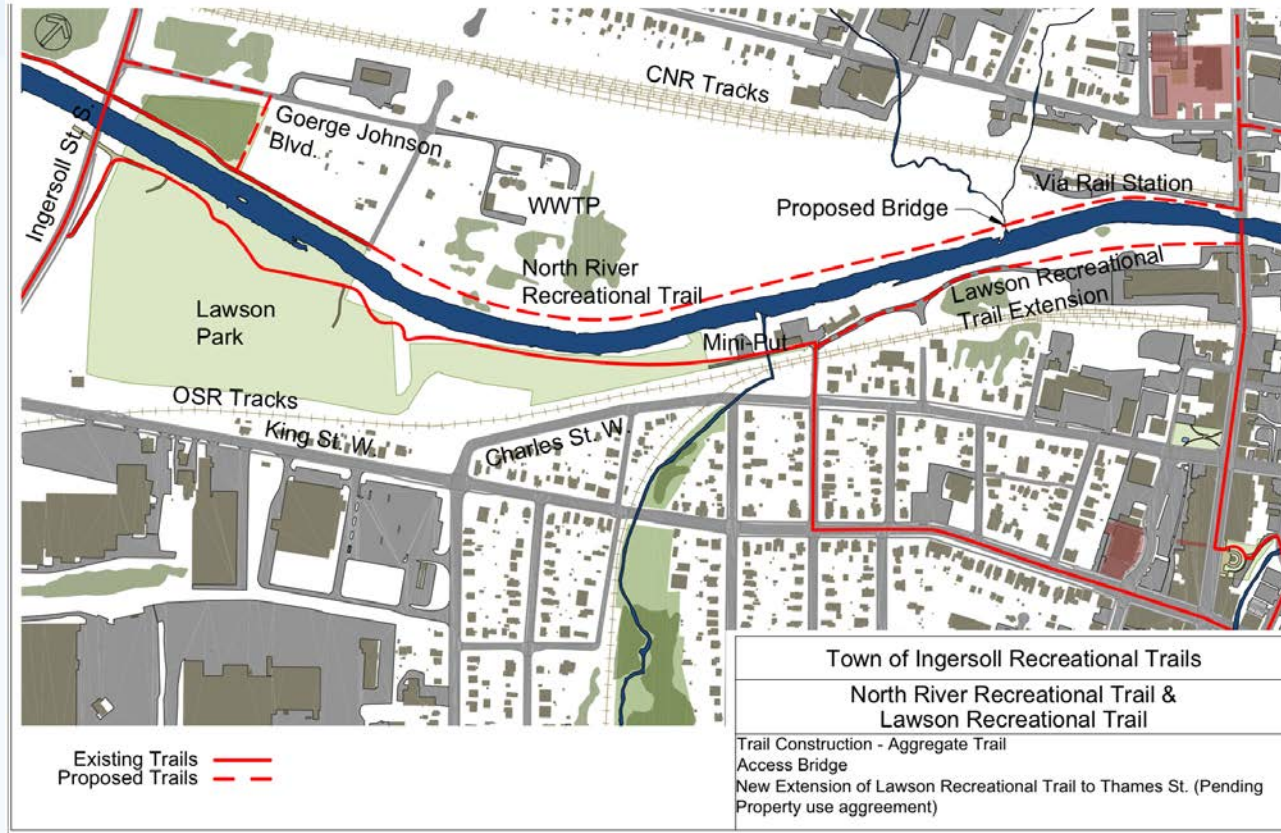 CNR Tracks
Goerge Johnson
Blvd.
Ingersoll St. S.
WWTP
Via Rail Station
Proposed Bridge
North River
Recreational Trail
Lawson Recreational
Trail Extension
Lawson
Park
Mini-Put
OSR Tracks
King St. W.
Charles St. W.
Town of Ingersoll Recreational Trails
North River Recreational Trail &
Lawson Recreational Trail
Trail Construction - Aggregate Trail
Access Bridge
New Extension of Lawson Recreational Trail to Thames St. (Pending
Property use aggreement)
Existing Trails
Proposed Trails